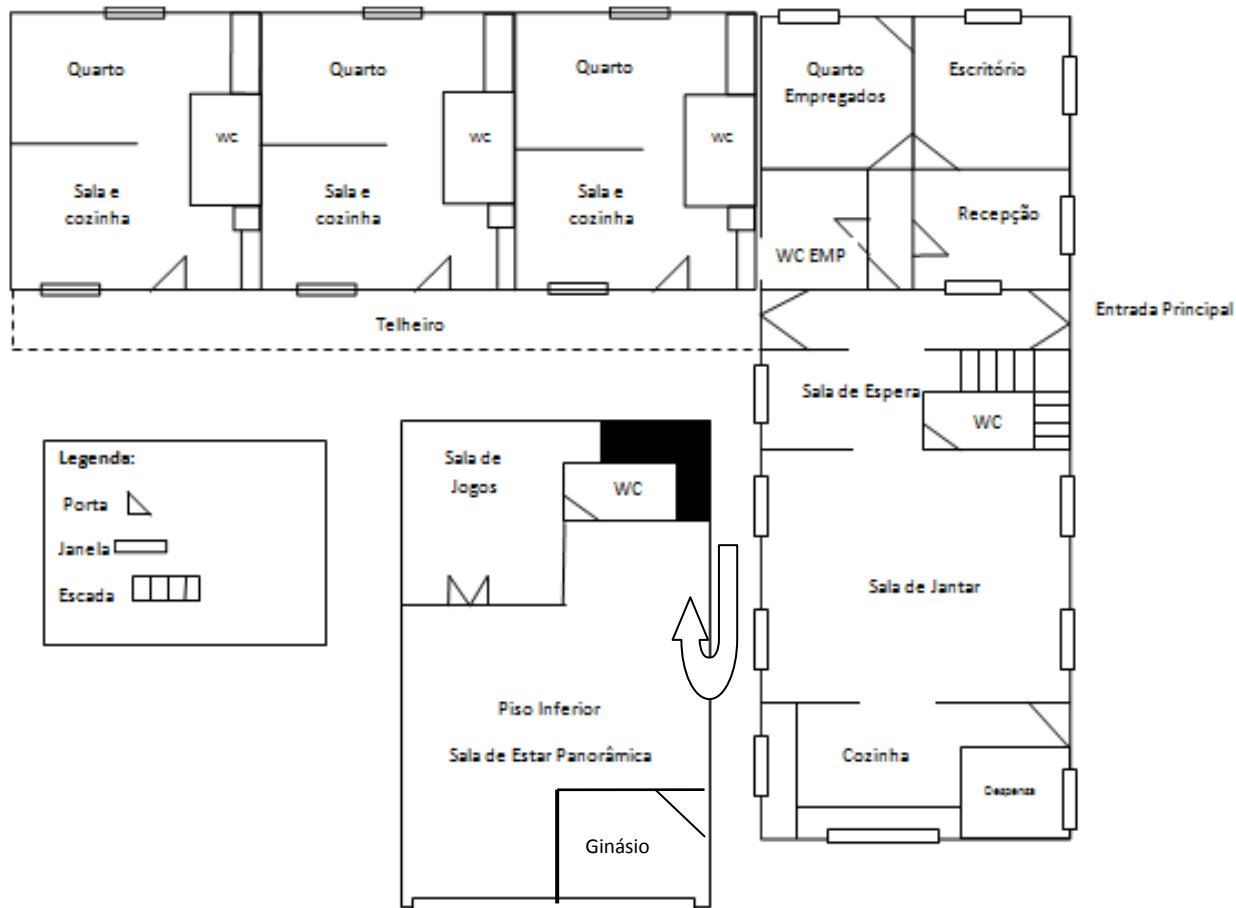 Quarto
Quarto
Quarto
Quarto
Empregados
Escritório
WC
WC
WC
Sala e
cozinha
Sala e
cozinha
Sala e
cozinha
Recepção
WC EMP
Telheiro
Entrada Principal
Sala de Espera
WC
Legenda:
Porta
Janela
Escada
Sala de
Jogos
WC
Sala de Jantar
Piso Inferior
Sala de Estar Panorâmica
Cozinha
Despensa
Ginásio